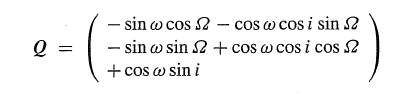 − sin ω cos Ω − cos ω cos i sin Ω
Q = − sin ω sin Ω + cos ω cos i cos Ω
+ cos ω sin i